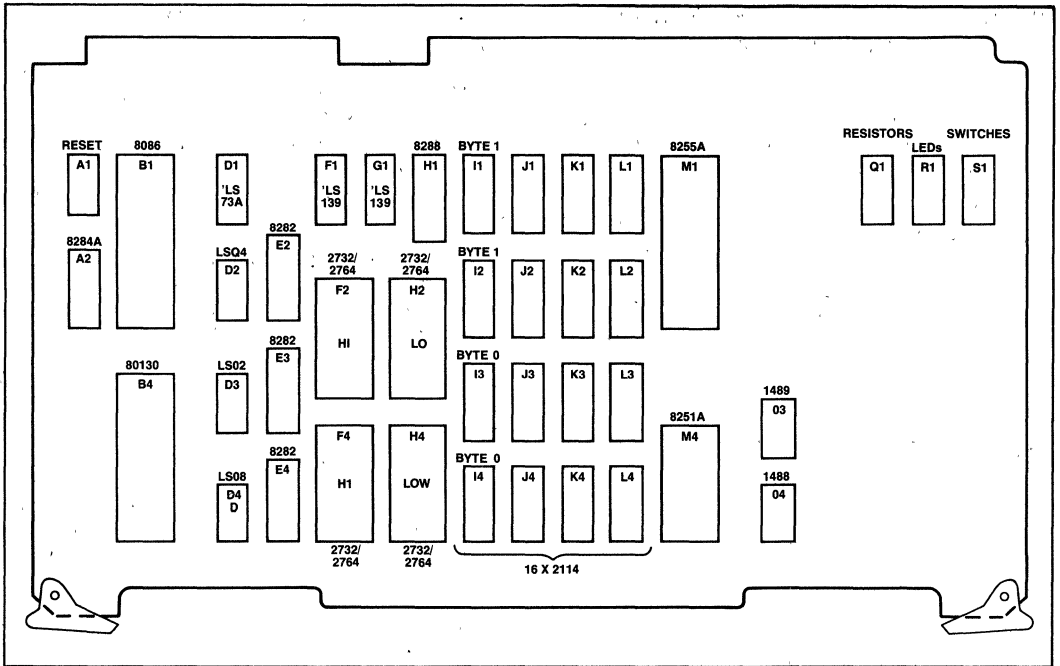 RESISTORS SWITCHES
LEDs
RESET 8086 8288 BYTE 1 8255A
A1 B1 D1 F1 G1 H1 I1 J1 K1 L1 M1 Q1 R1 S1
'LS 'LS 'LS
73A 139 139
8284A 8282
A2 E2
LSQ4 2732/ 2732/ BYTE 1
D2 2764 2764 I2 J2 K2 L2
F2 H2
HI LO
80130 LS02 8282 BYTE 0
B4 D3 E3 I3 J3 K3 L3
1489
03
8251A
F4 H4 M4
8282 BYTE 0
E4 I4 J4 K4 L4
LS08 H1 LOW 1488
D4 04
D
2732/ 2732/
2764 2764
16 X 2114